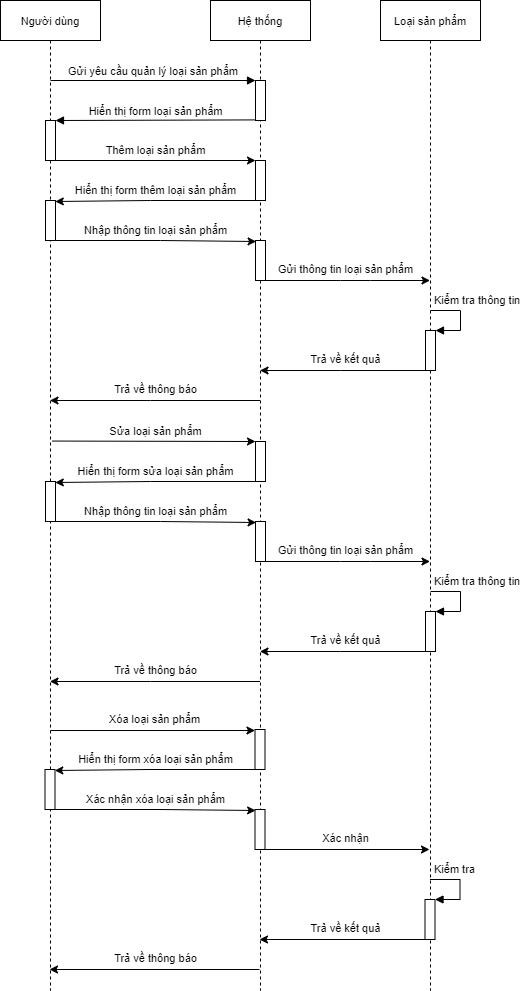 Người dùng
Hệ thống
Loại sản phẩm
Gửi yêu cầu quản lý loại sản phẩm
Hiển thị form loại sản phẩm
Thêm loại sản phẩm
Hiển thị form thêm loại sản phẩm
Nhập thông tin loại sản phẩm
Gửi thông tin loại sản phẩm
Kiểm tra thông tin
Trả về kết quả
Trả về thông báo
Sửa loại sản phẩm
Hiển thị form sửa loại sản phẩm
Nhập thông tin loại sản phẩm
Gửi thông tin loại sản phẩm
Kiểm tra thông tin
Trả về kết quả
Trả về thông báo
Xóa loại sản phẩm
Hiển thị form xóa loại sản phẩm
Xác nhận xóa loại sản phẩm
Xác nhận
Kiểm tra
Trả về kết quả
Trả về thông báo